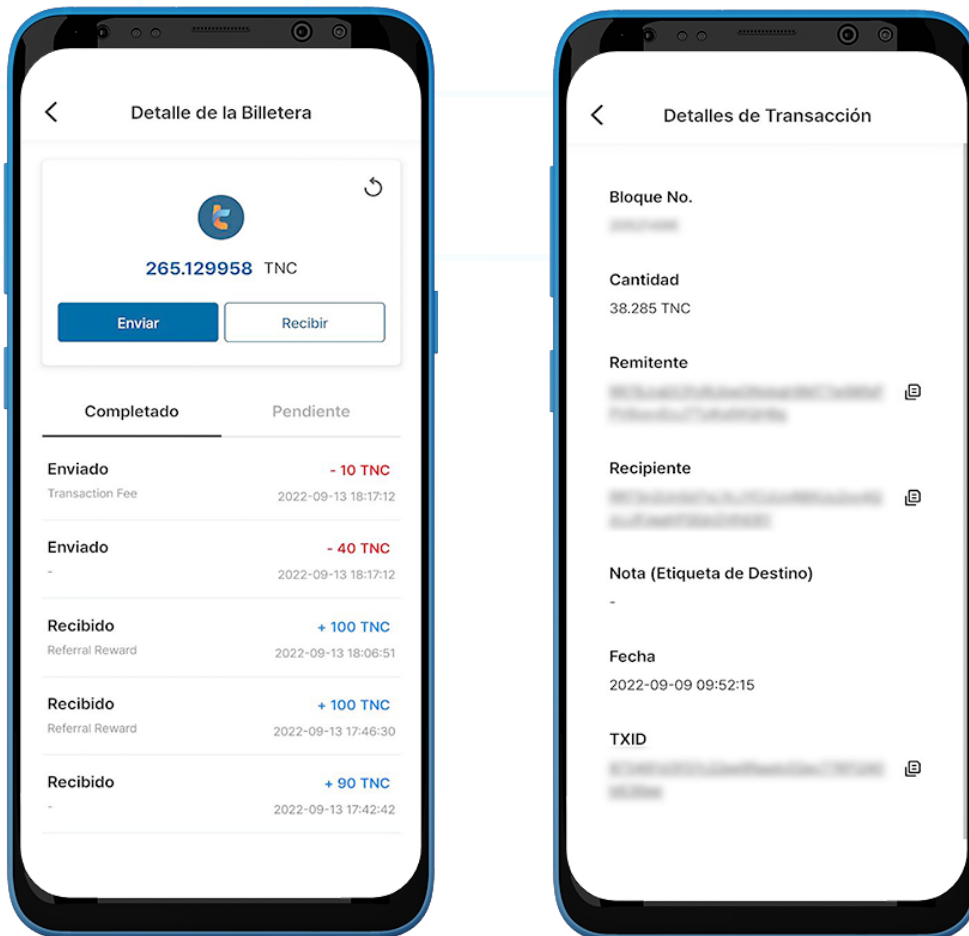 Detalle de la Billetera
265.129958 TNC
Enviar
Recibir
Completado
Pendiente
Enviado
- 10 TNC
Transaction Fee
2022-09-13 18:17:12
Enviado
- 40 TNC
-
2022-09-13 18:17:12
Recibido
+ 100 TNC
Referral Reward
2022-09-13 18:06:51
Recibido
+ 100 TNC
Referral Reward
2022-09-13 17:46:30
Recibido
+ 90 TNC
-
2022-09-13 17:42:42
Detalles de Transacción
Bloque No.
Cantidad
38.285 TNC
Remitente
Recipiente
Nota (Etiqueta de Destino)
-
Fecha
2022-09-09 09:52:15
TXID